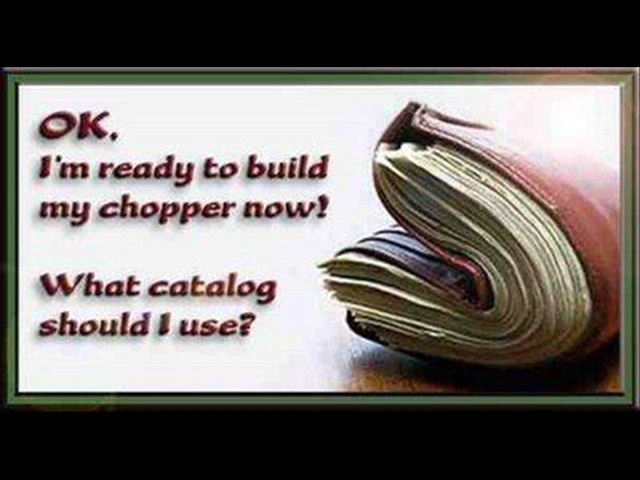 OK.
I'm ready to build
my chopper now!
What catalog
should I use?